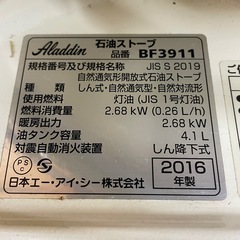 Aladdin 石油ストーブ
品番 BF3911
規格番号及び規格名称 JIS S 2019
自然通気形開放式石油ストーブ
種類 しん式・自然通気型・自然対流形
使用燃料 灯油 (JIS 1号灯油)
燃料消費量 2.68 kW (0.26 L/h)
暖房出力 2.68 kW
油タンク容量 4.1 L
対震自動消火装置 しん降下式
PSC
2016
年製
日本エー・アイ・シー株式会社